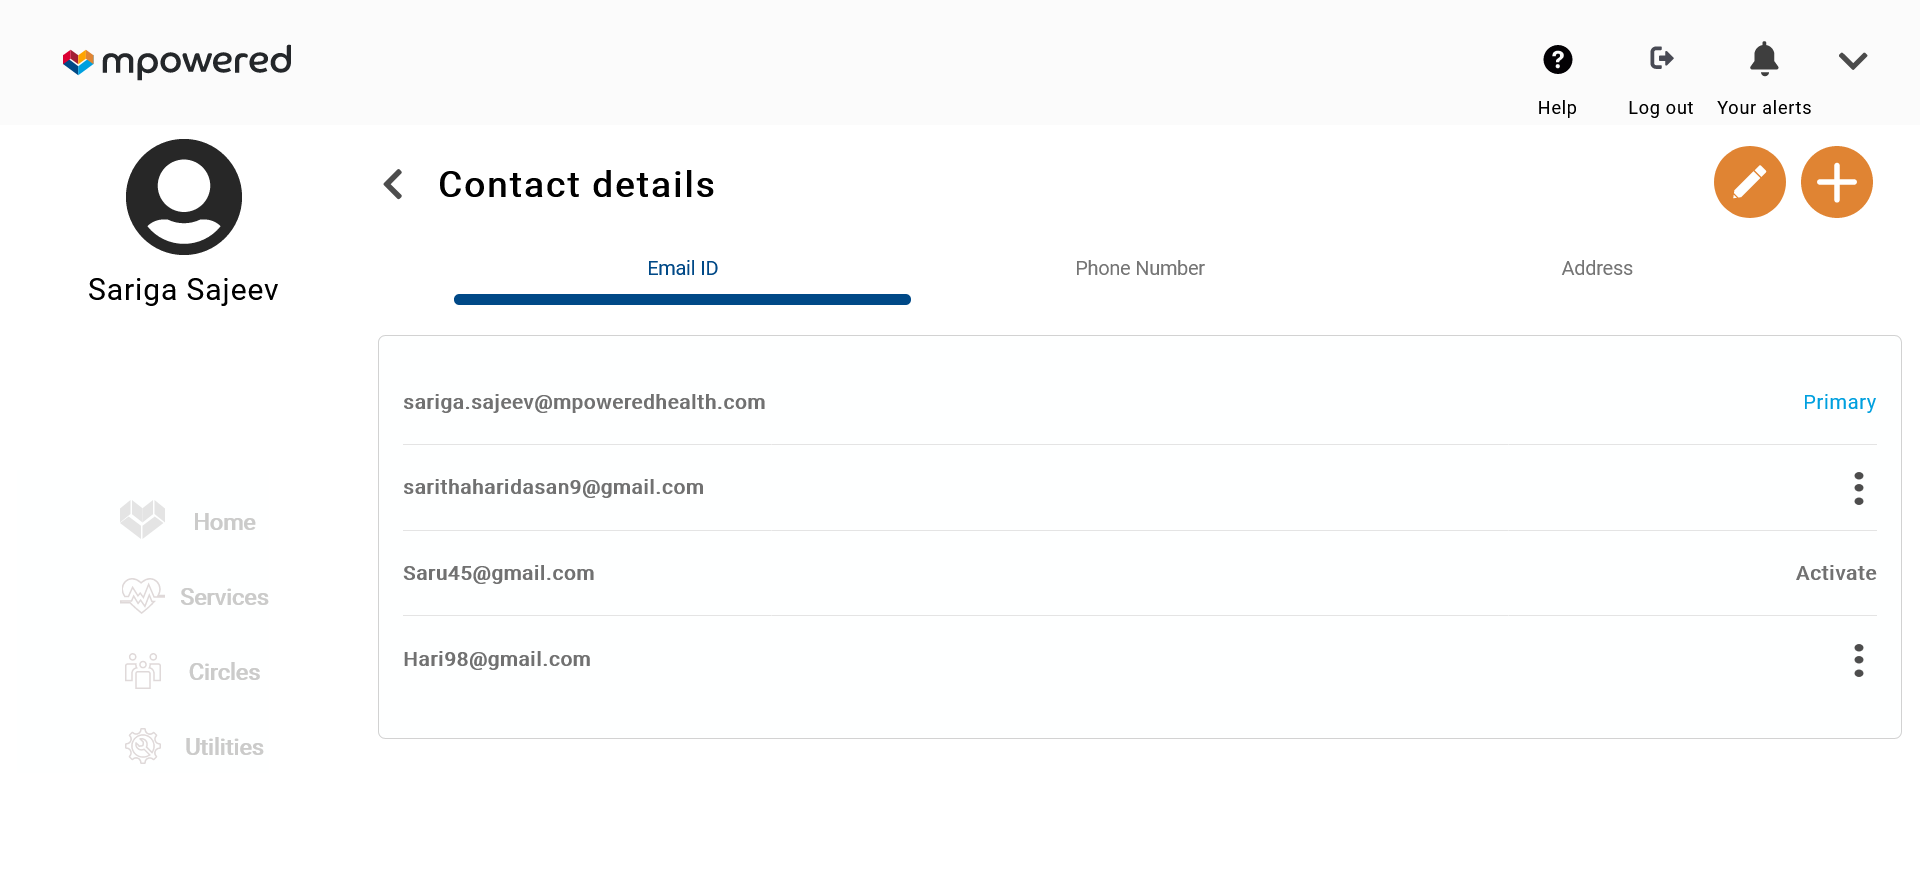 mpowered
Help
Log out
Your alerts
Sariga Sajeev
Contact details
Email ID
Phone Number
Address
sariga.sajeev@mpoweredhealth.com
Primary
sarithaharidasan9@gmail.com
Saru45@gmail.com
Activate
Hari98@gmail.com
Home
Services
Circles
Utilities